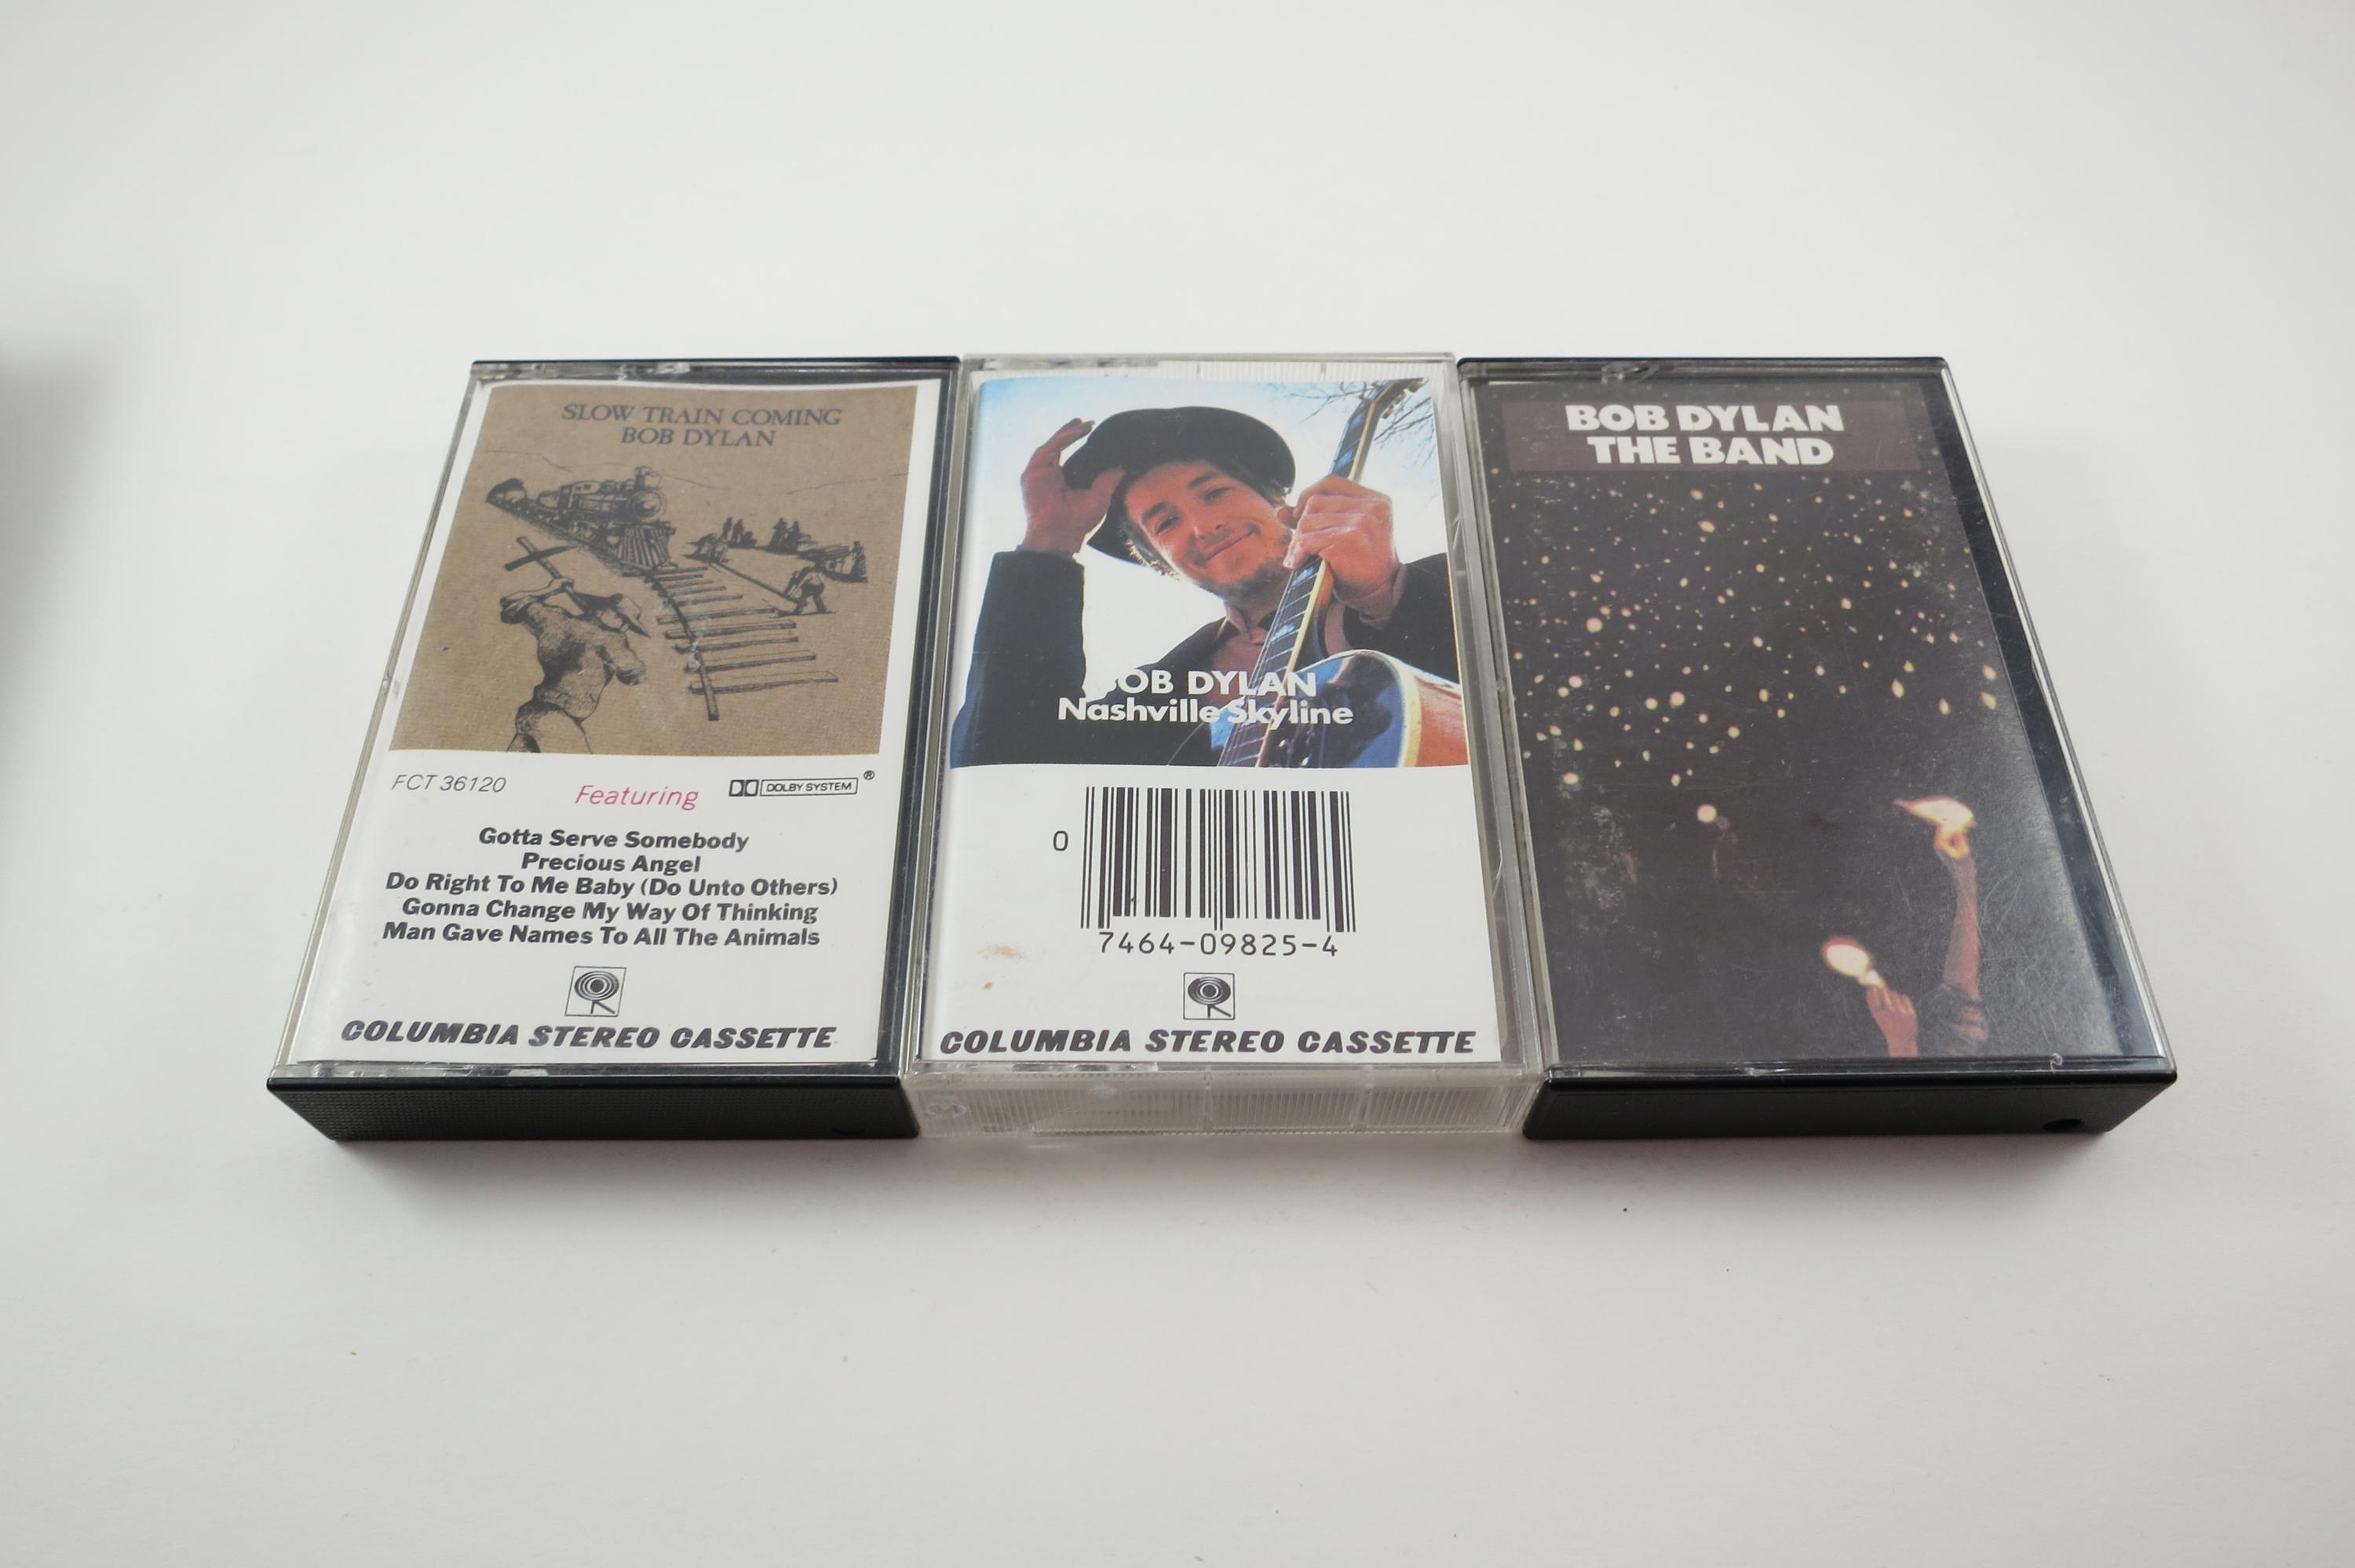 SLOW TRAIN COMING
BOB DYLAN
FCT 36120
Featuring
DOLBY SYSTEM®
Gotta Serve Somebody
Precious Angel
Do Right To Me Baby (Do Unto Others)
Gonna Change My Way Of Thinking
Man Gave Names To All The Animals
COLUMBIA STEREO CASSETTE
BOB DYLAN
Nashville Skyline
0
7464-09825-4
COLUMBIA STEREO CASSETTE
BOB DYLAN
THE BAND